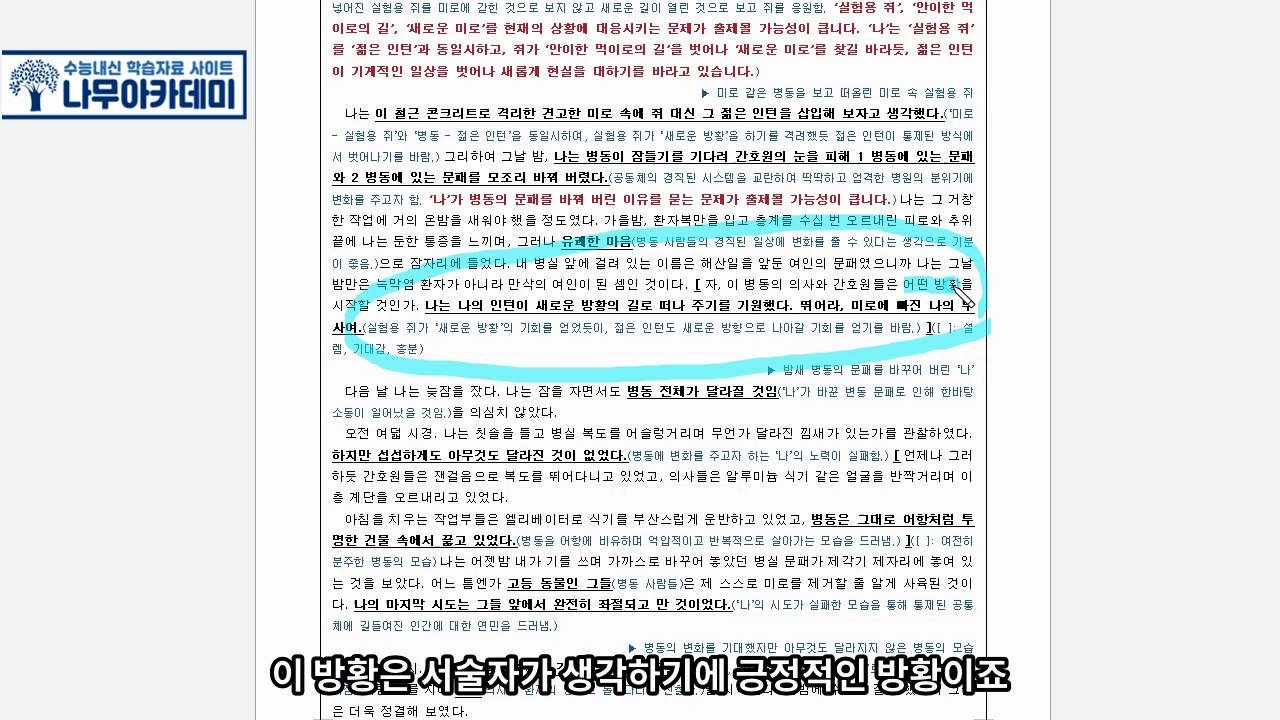 넣어진 실험용 쥐를 미로에 갇힌 것으로 보지 않고 새로운 길이 열린 것으로 보고 쥐를 응원함. ‘실험용 쥐’, ‘안이한 먹
이로의 길’, ‘새로운 미로’를 현재의 상황에 대응시키는 문제가 출제몰 가능성이 큽니다. ‘나’는 ‘실험용 쥐’
를 ‘젊은 인턴’과 동일시하고, 쥐가 ‘안이한 먹이로의 길’을 벗어나 ‘새로운 미로’를 찾길 바라듯, 젊은 인턴
이 기계적인 일상을 벗어나 새롭게 현실을 대하기를 바라고 있습니다.)
수능내신 학습자료 사이트
나무아카데미
▶ 미로 같은 병동을 보고 떠올린 미로 속 실험용 쥐
나는 이 철근 콘크리트로 격리한 견고한 미로 속에 쥐 대신 그 젊은 인턴을 삽입해 보자고 생각했다.(‘미로
- 실험용 쥐’와 ‘병동 - 젊은 인턴’을 동일시하여, 실험용 쥐가 ‘새로운 방황’을 하기를 격려했듯 젊은 인턴이 통제된 방식에
서 벗어나기를 바람.) 그리하여 그날 밤, 나는 병동이 잠들기를 기다려 간호원의 눈을 피해 1 병동에 있는 문패
와 2 병동에 있는 문패를 모조리 바꿔 버렸다.(공동체의 경직된 시스템을 교란하여 딱딱하고 엄격한 병원의 분위기에
변화를 주고자 함. ‘나’가 병동의 문패를 바꿔 버린 이유를 묻는 문제가 출제몰 가능성이 큽니다.) 나는 그 거창
한 작업에 거의 온밤을 새워야 했을 정도였다. 가을밤, 환자복만을 입고 층계를 수십 번 오르내린 피로와 추위
끝에 나는 둔한 통증을 느끼며, 그러나 유쾌한 마음(병동 사람들의 경직된 일상에 변화를 줄 수 있다는 생각으로 기분
이 좋음.)으로 잠자리에 들었다. 내 병실 앞에 걸려 있는 이름은 해산일을 앞둔 여인의 문패였으니까 나는 그날
밤만은 늑막염 환자가 아니라 만삭의 여인이 된 셈인 것이다. [ 자, 이 병동의 의사와 간호원들은 어떤 방황을
시작할 것인가. 나는 나의 인턴이 새로운 방황의 길로 떠나 주기를 기원했다. 뛰어라, 미로에 빠진 나의 투
사여.(실험용 쥐가 ‘새로운 방황’의 기회를 얻었듯이, 젊은 인턴도 새로운 방향으로 나아갈 기회를 얻기를 바람.) ]([ ]: 설
렘, 기대감, 흥분)
▶ 밤새 병동의 문패를 바꾸어 버린 ‘나’
다음 날 나는 늦잠을 잤다. 나는 잠을 자면서도 병동 전체가 달라질 것임(‘나’가 바꾼 변동 문패로 인해 한바탕
소동이 일어났을 것임.)을 의심치 않았다.
오전 여덟 시경. 나는 칫솔을 들고 병실 복도를 어슬렁거리며 무언가 달라진 낌새가 있는가를 관찰하였다.
하지만 섭섭하게도 아무것도 달라진 것이 없었다.(병동에 변화를 주고자 하는 ‘나’의 노력이 실패함.) [ 언제나 그러
하듯 간호원들은 잰걸음으로 복도를 뛰어다니고 있었고, 의사들은 알루미늄 식기 같은 얼굴을 반짝거리며 이
층 계단을 오르내리고 있었다.
아침을 치우는 작업부들은 엘리베이터로 식기를 부산스럽게 운반하고 있었고, 병동은 그대로 어항처럼 투
명한 건물 속에서 끓고 있었다.(병동을 어항에 비유하며 억압적이고 반복적으로 살아가는 모습을 드러냄.) ]([ ]: 여전히
분주한 병동의 모습) 나는 어젯밤 내가 기를 쓰며 가까스로 바꾸어 놓았던 병실 문패가 제각기 제자리에 놓여 있
는 것을 보았다. 어느 틈엔가 고등 동물인 그들(병동 사람들)은 제 스스로 미로를 제거할 줄 알게 사육된 것이
다. 나의 마지막 시도는 그들 앞에서 완전히 좌절되고 만 것이었다.(‘나’의 시도가 실패한 모습을 통해 통제된 공동
체에 길들여진 인간에 대한 연민을 드러냄.)
▶ 병동의 변화를 기대했지만 아무것도 달라지지 않은 병동의 모습
이 방황은 서술자가 생각하기에 긍정적인 방황이죠
은 더욱 정결해 보였다.